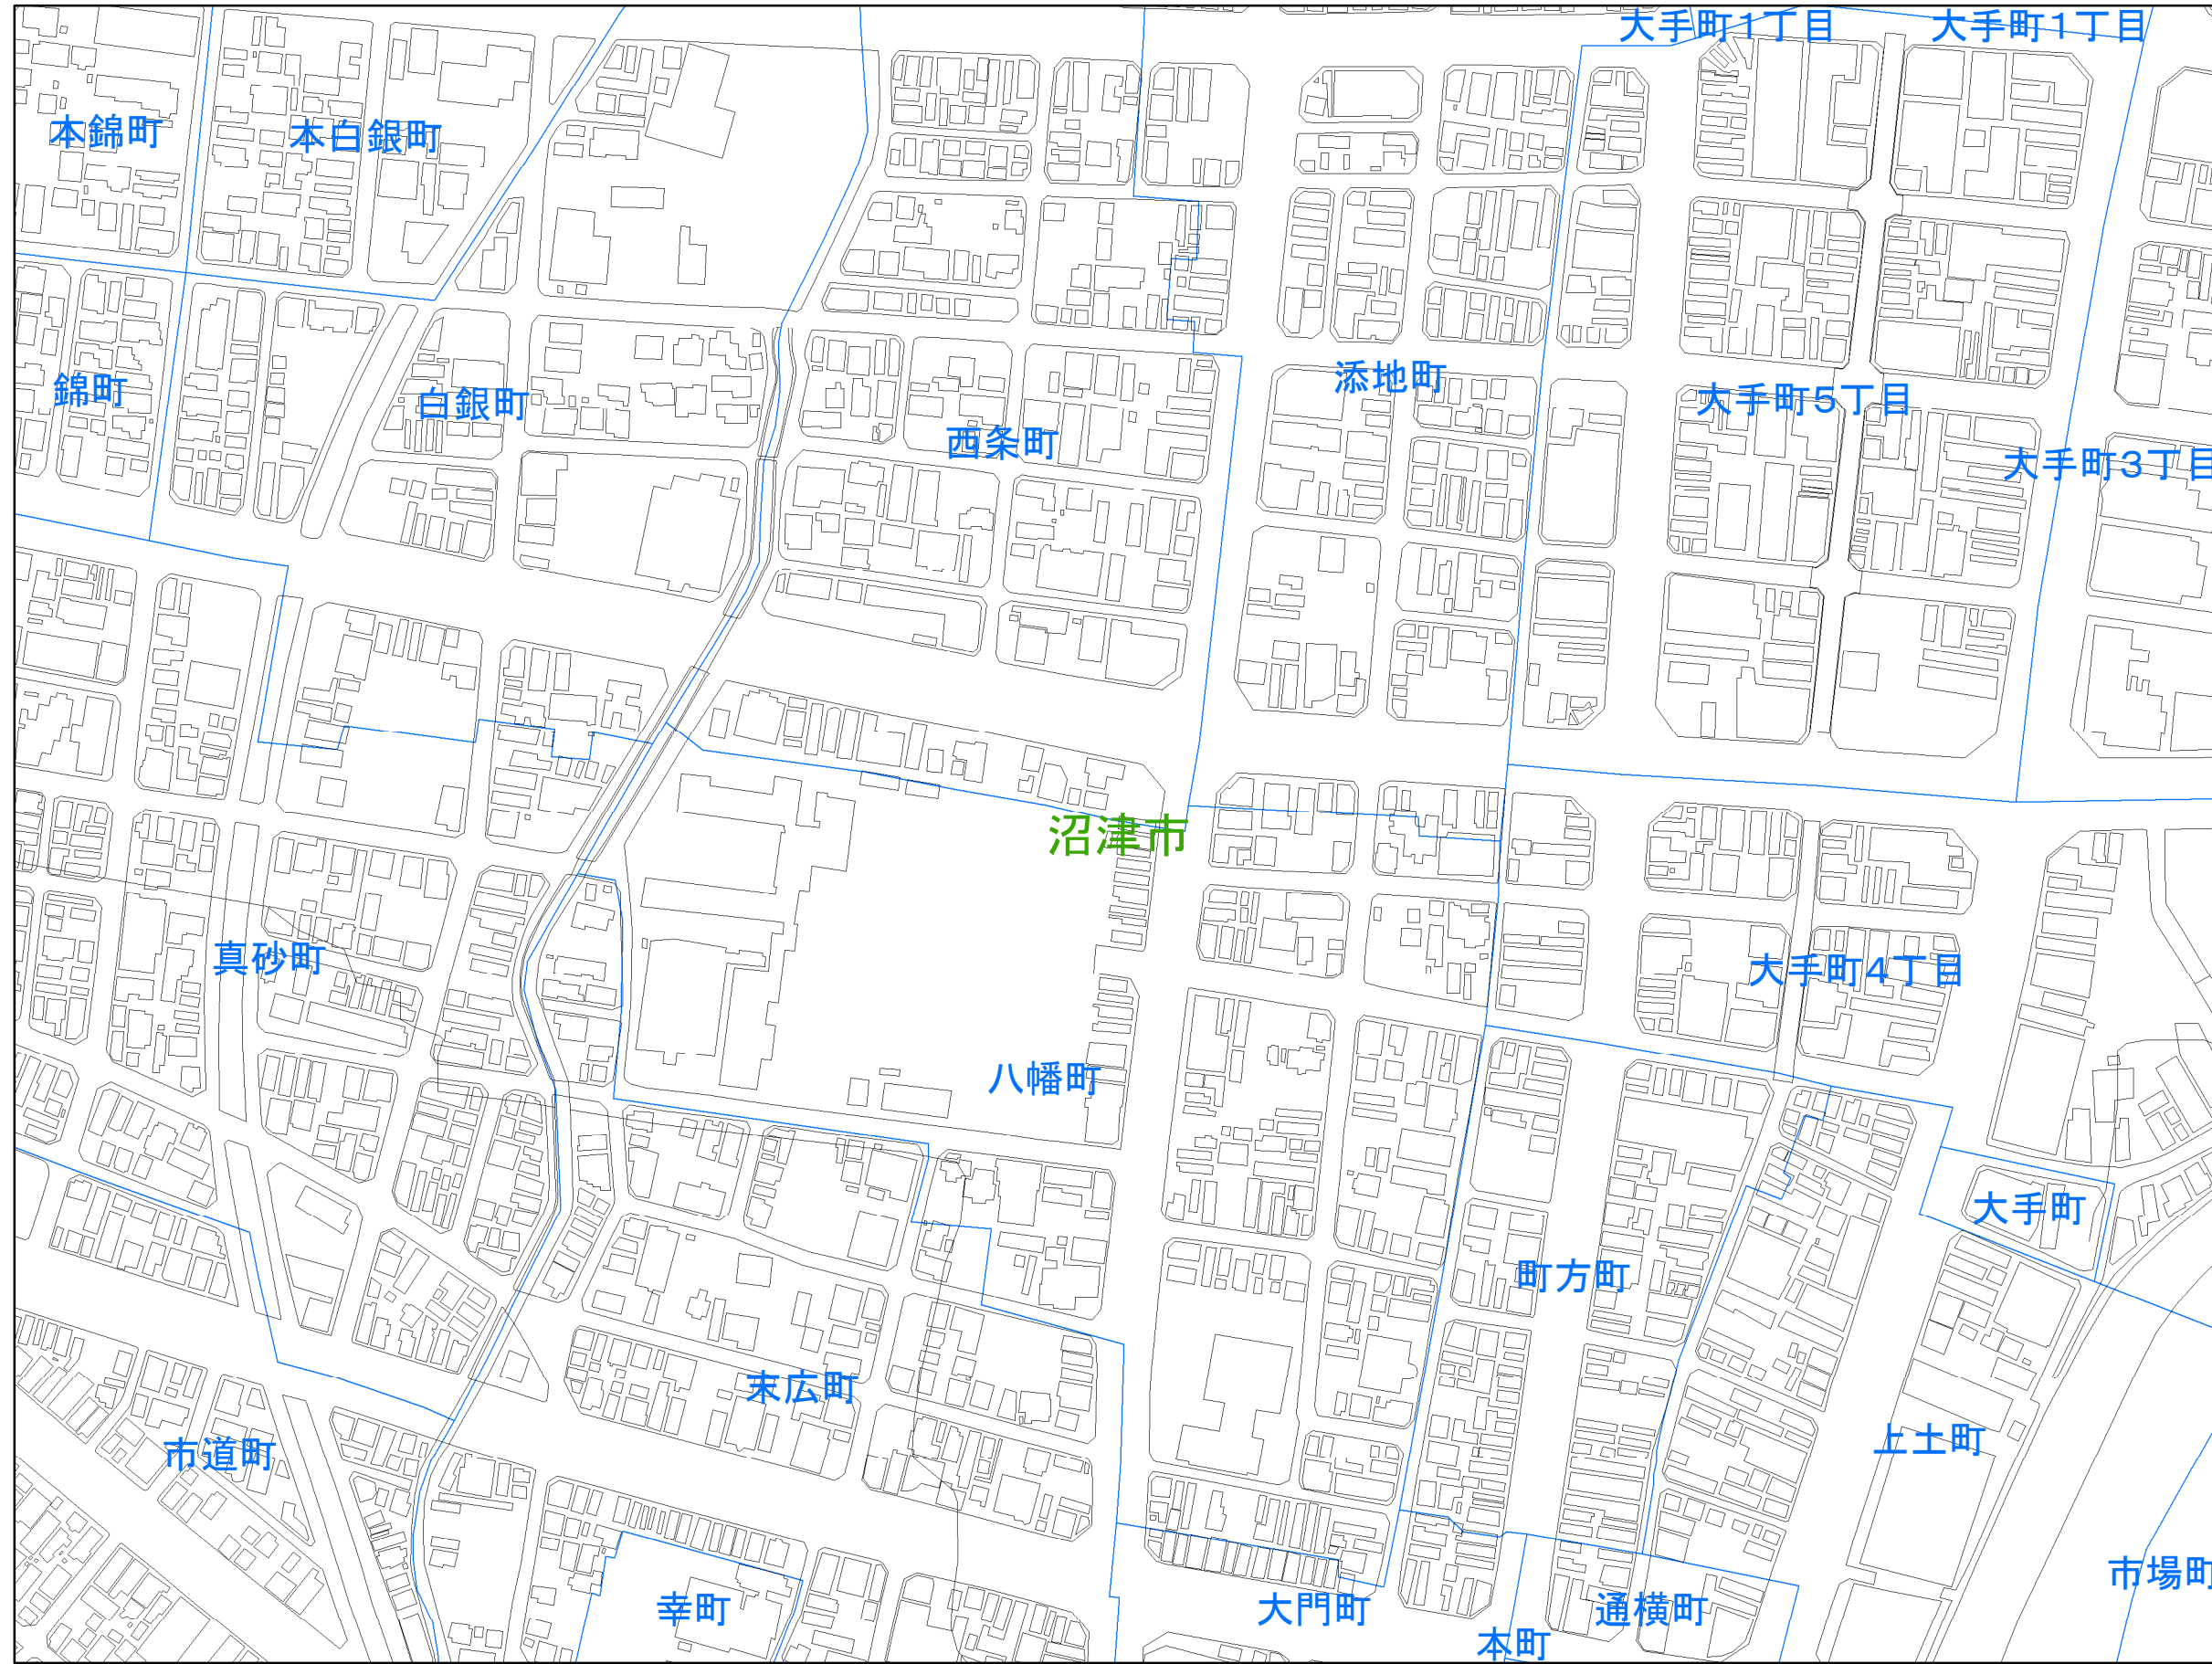 大手町1丁目
大手町1丁目
本錦町
本白銀町
添地町
錦町
白銀町
大手町5丁目
西条町
大手町3丁目
沼津市
真砂町
大手町4丁目
八幡町
大手町
町方町
末広町
上土町
市道町
市場町
幸町
大門町
通横町
本町